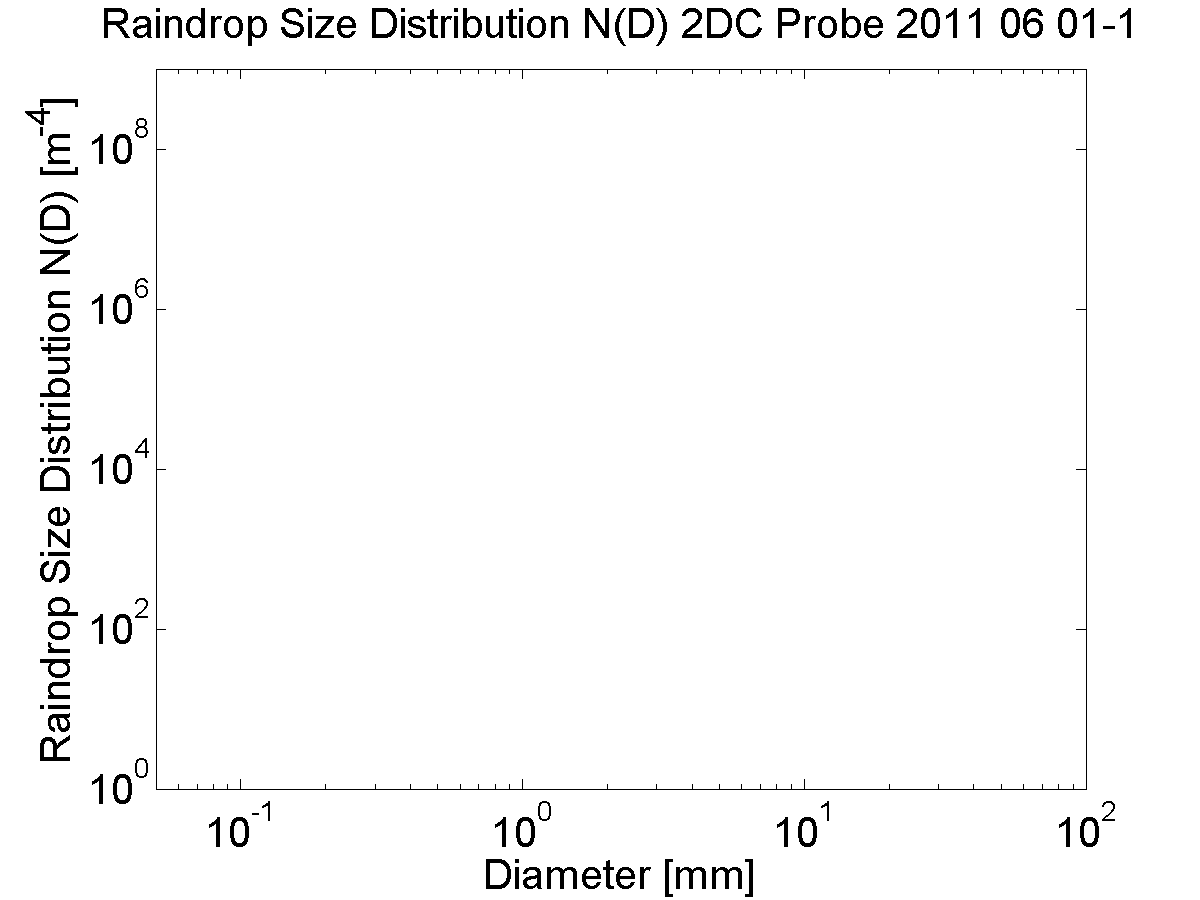 Raindrop Size Distribution N(D) 2DC Probe 2011 06 01-1
Raindrop Size Distribution N(D) [m^-4]
10^8
10^6
10^4
10^2
10^0
10^-1 10^0 10^1 10^2
Diameter [mm]